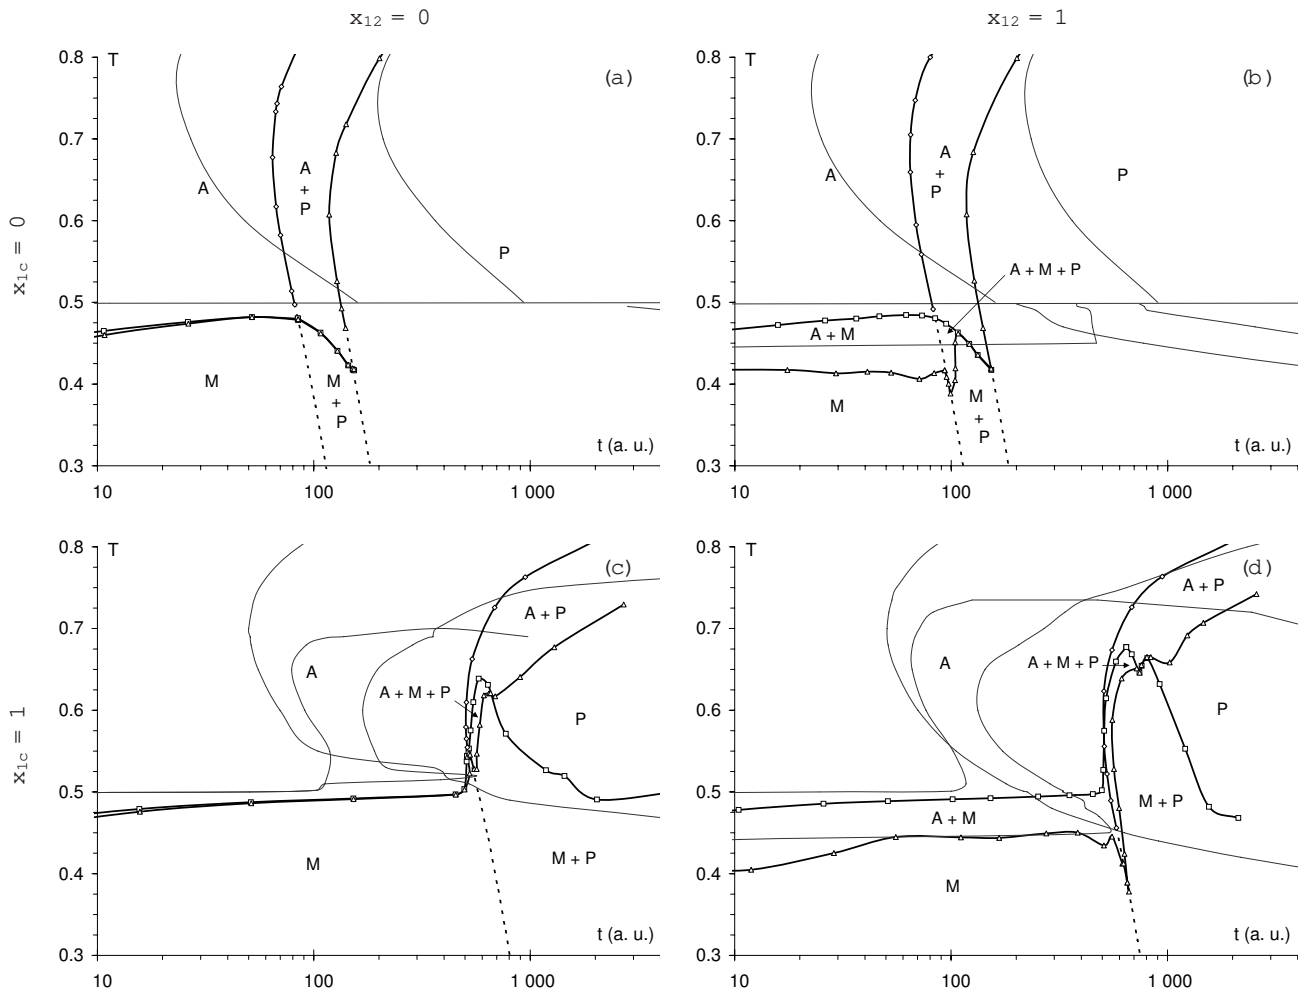 x12 = 0
x12 = 1
x1c = 0
x1c = 1
0.8
0.7
0.6
0.5
0.4
0.3
T
(a)
A
A
+
P
P
M
M
+
P
t (a. u.)
10
100
1 000
0.8
0.7
0.6
0.5
0.4
0.3
T
(b)
A
A
+
P
P
A + M + P
A + M
M
M
+
P
t (a. u.)
10
100
1 000
0.8
0.7
0.6
0.5
0.4
0.3
T
(c)
A + P
A
A + M + P
P
M
M + P
t (a. u.)
10
100
1 000
0.8
0.7
0.6
0.5
0.4
0.3
T
(d)
A + P
A
A + M + P
P
M + P
A + M
M
t (a. u.)
10
100
1 000